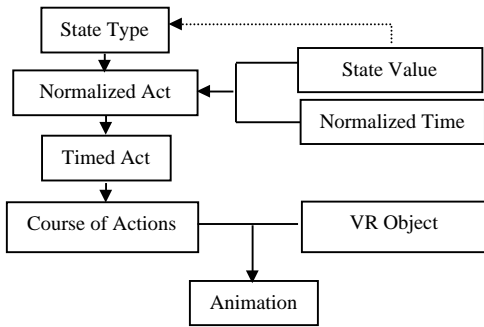 State Type
State Value
Normalized Act
Normalized Time
Timed Act
Course of Actions
VR Object
Animation